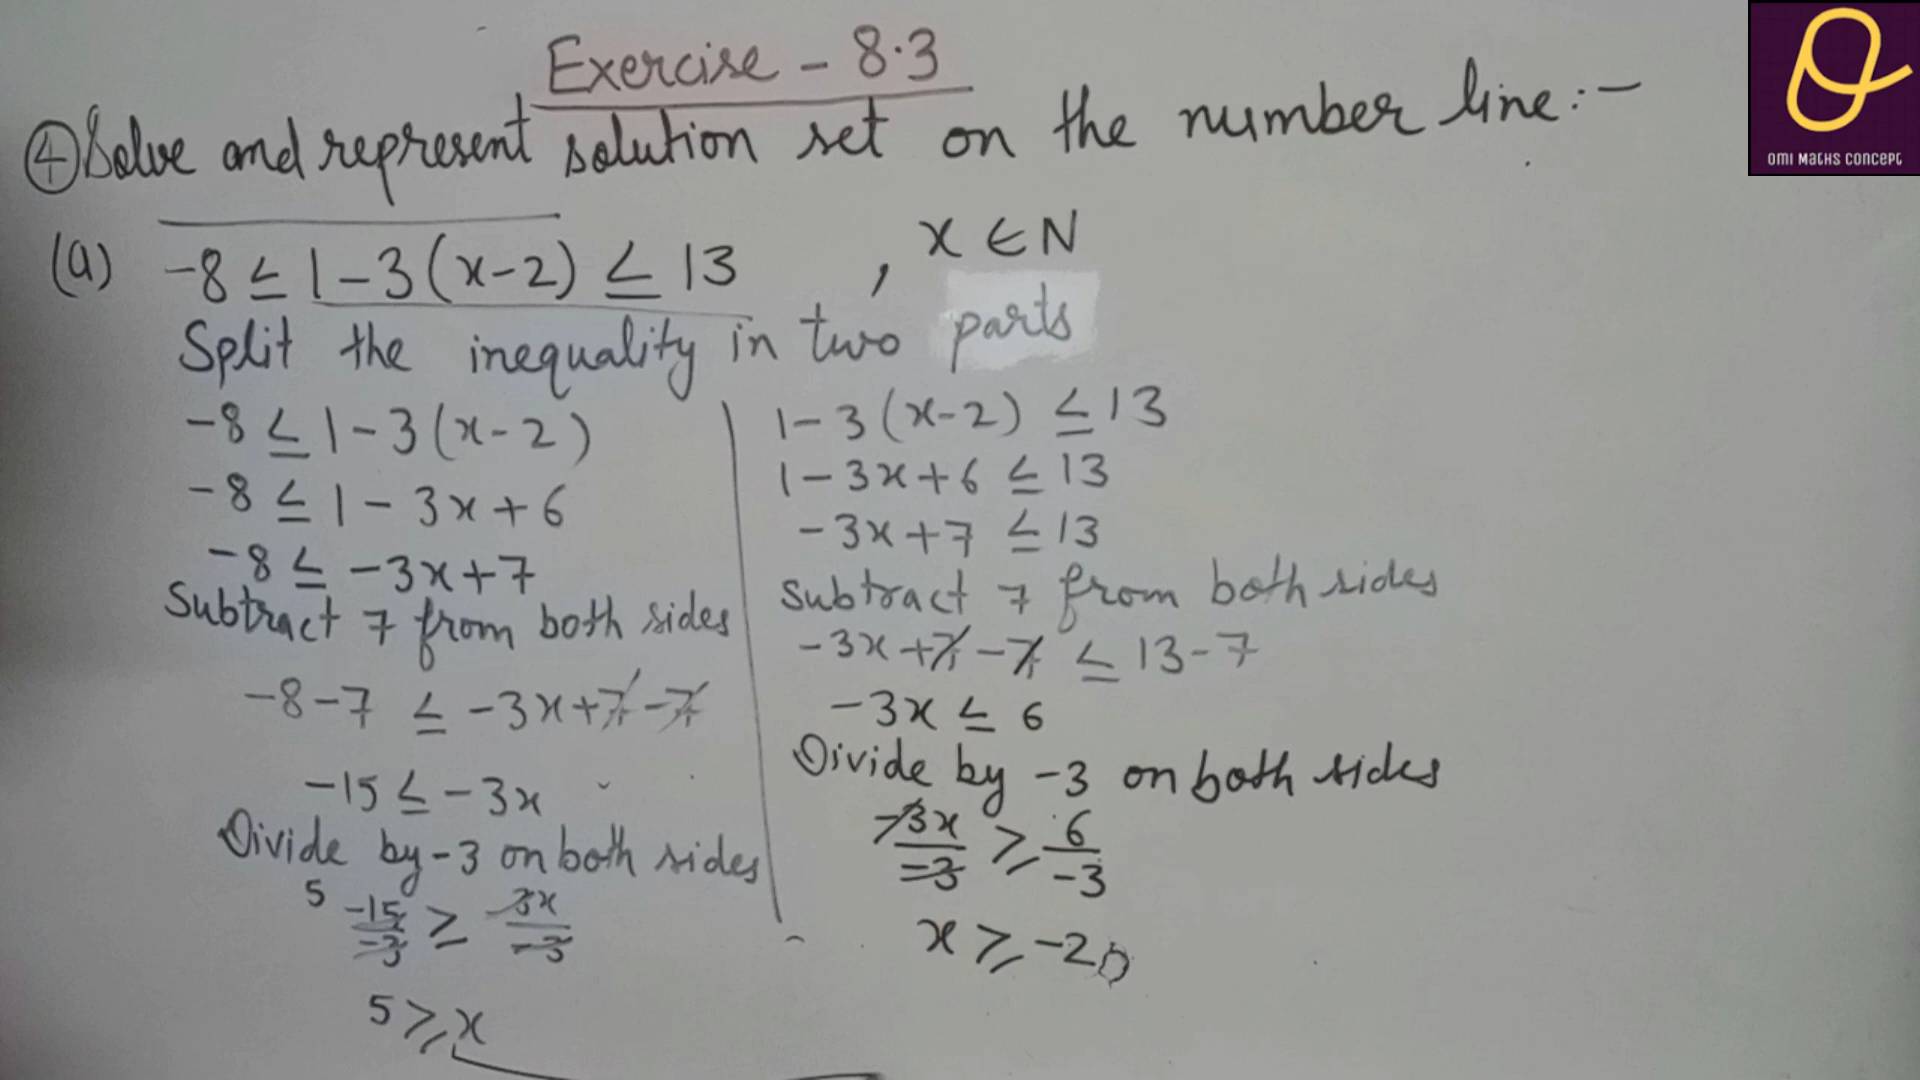 Exercise - 8.3
④ Solve and represent solution set on the number line:-
(a) -8 ≤ 1-3(x-2) ≤ 13 , x ∈ N
Split the inequality in two parts
-8 ≤ 1-3(x-2)
-8 ≤ 1-3x+6
-8 ≤ -3x+7
Subtract 7 from both sides
-8-7 ≤ -3x+7-7
-15 ≤ -3x
Divide by -3 on both sides
5
-15/-3 ≥ -3x/-3
5 ≥ x
1-3(x-2) ≤ 13
1-3x+6 ≤ 13
-3x+7 ≤ 13
Subtract 7 from both sides
-3x+7-7 ≤ 13-7
-3x ≤ 6
Divide by -3 on both sides
-3x/-3 ≥ 6/-3
x ≥ -2
OMI MATHS CONCEPT